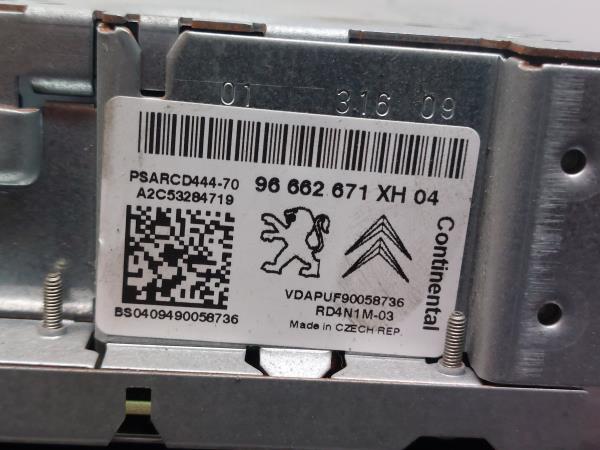 01 316 09
PSARCD444-70 96 662 671 XH 04
A2C53284719
Continental
VDAPUF90058736
RD4N1M-03
BS0409490058736 Made in CZECH REP.